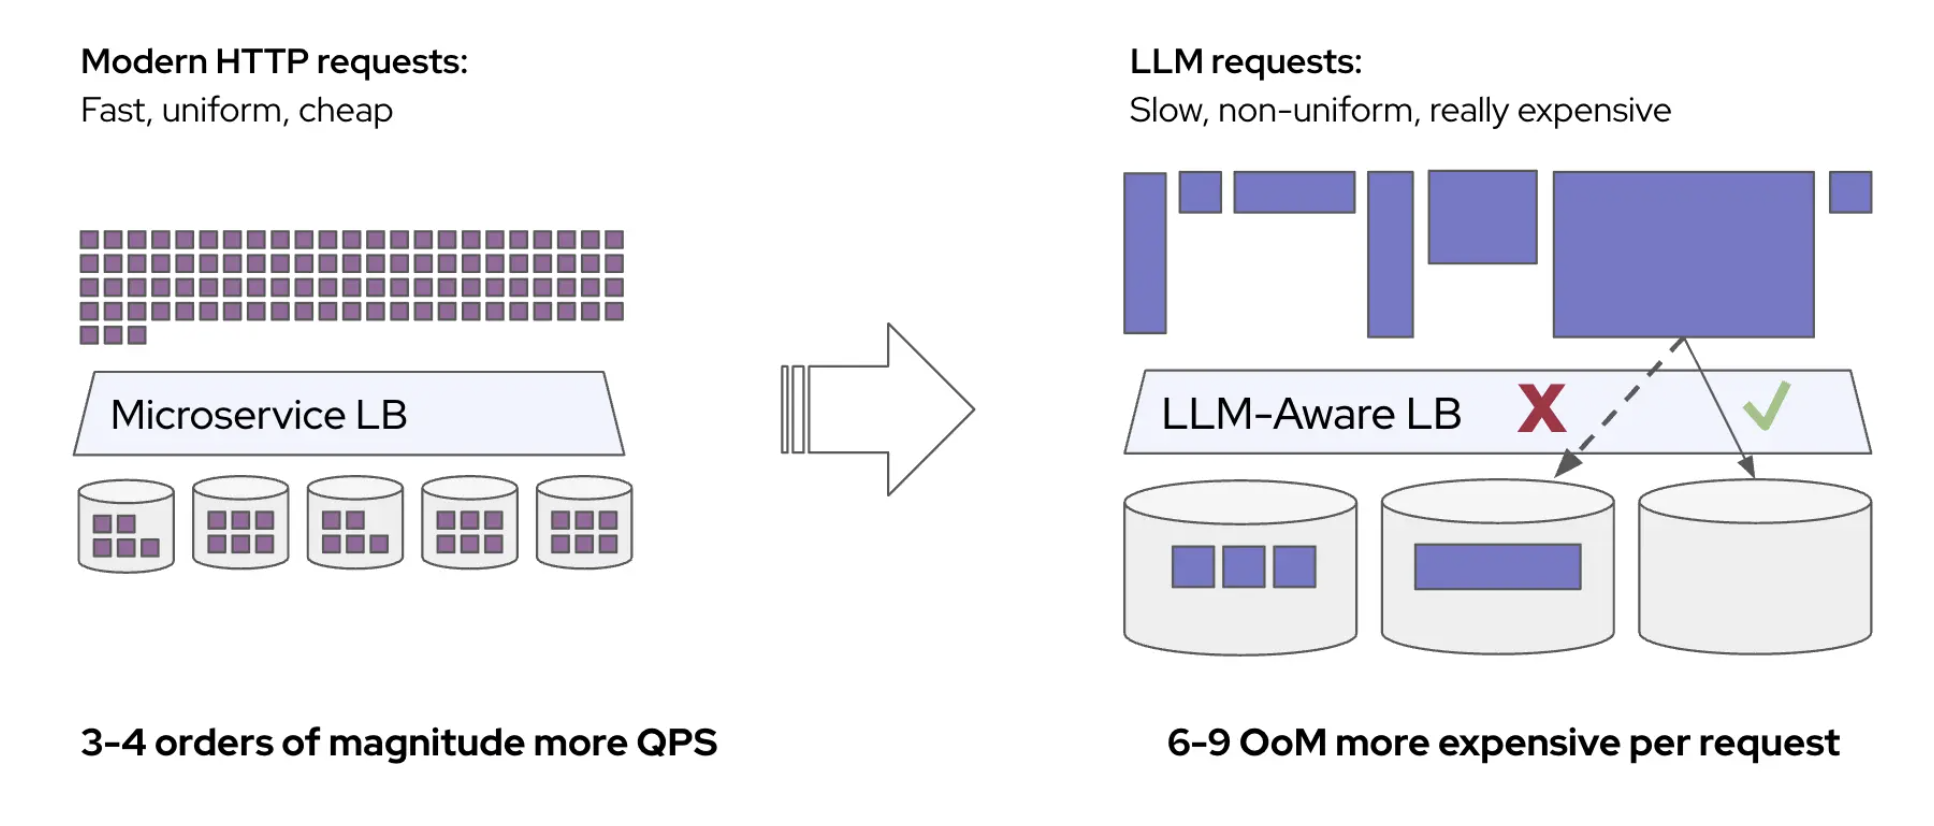 Modern HTTP requests:
Fast, uniform, cheap
Microservice LB
3-4 orders of magnitude more QPS
LLM requests:
Slow, non-uniform, really expensive
LLM-Aware LB X ✓
6-9 OoM more expensive per request